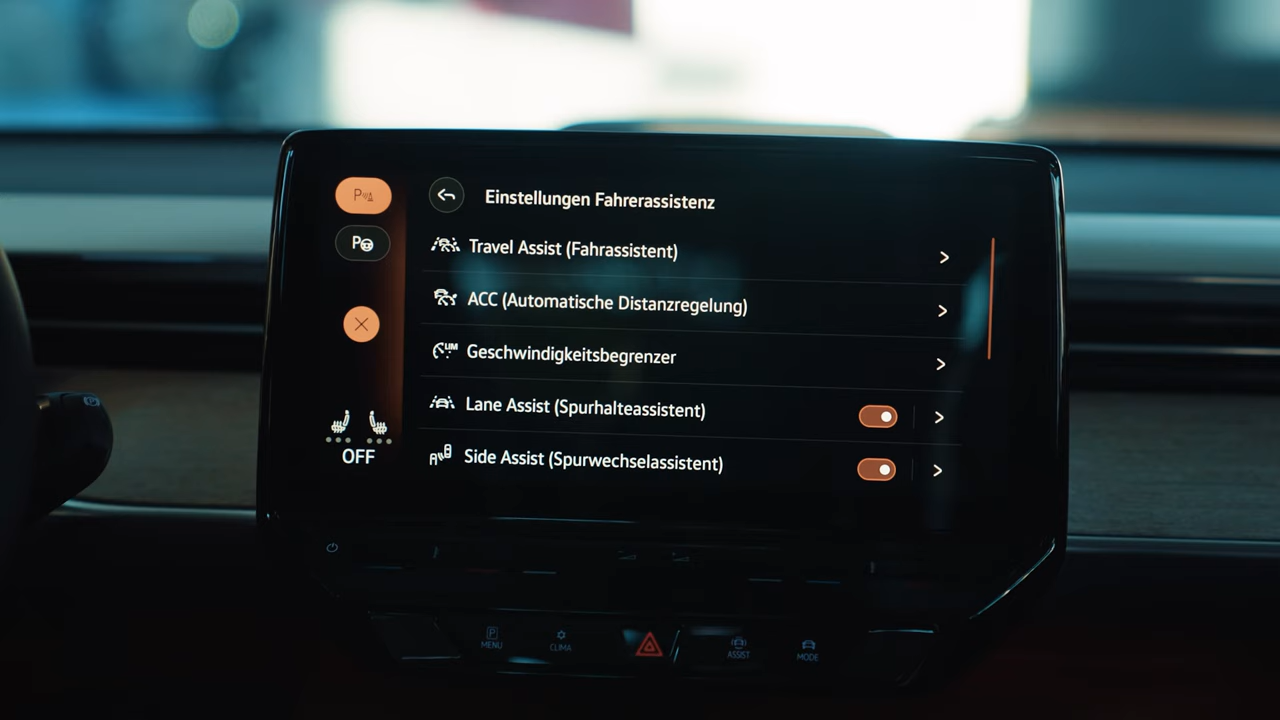 Einstellungen Fahrerassistenz
Travel Assist (Fahrassistent)
ACC (Automatische Distanzregelung)
LIM
Geschwindigkeitsbegrenzer
Lane Assist (Spurhalteassistent)
Side Assist (Spurwechselassistent)
P
P
OFF
P
MENU
CLIMA
ASSIST
MODE